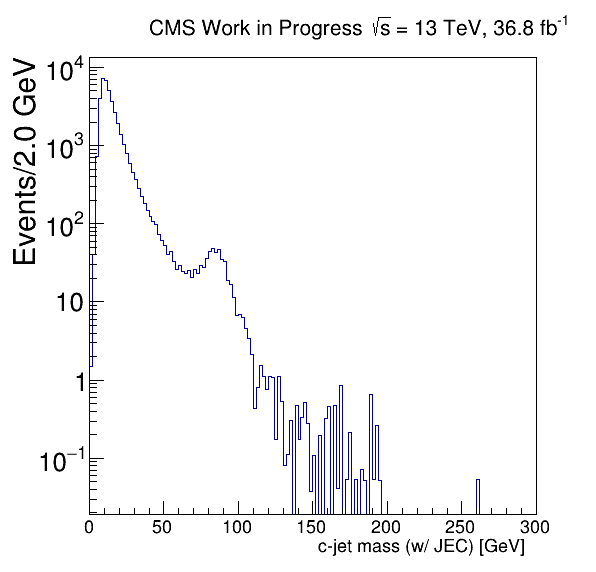 CMS Work in Progress √s = 13 TeV, 36.8 fb⁻¹
Events/2.0 GeV
10⁴
10³
10²
10
1
10⁻¹
0 50 100 150 200 250 300
c-jet mass (w/ JEC) [GeV]